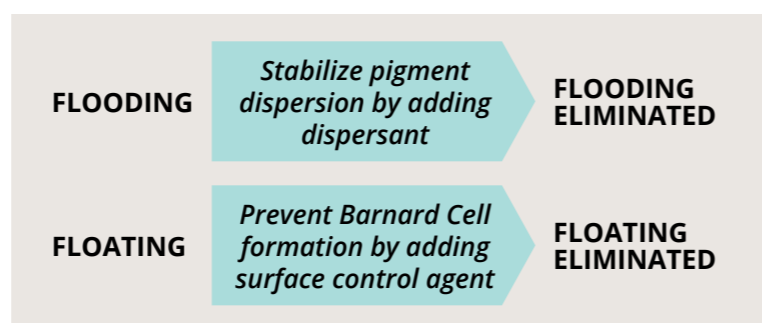 FLOODING
Stabilize pigment
dispersion by adding
dispersant
FLOODING
ELIMINATED
FLOATING
Prevent Barnard Cell
formation by adding
surface control agent
FLOATING
ELIMINATED